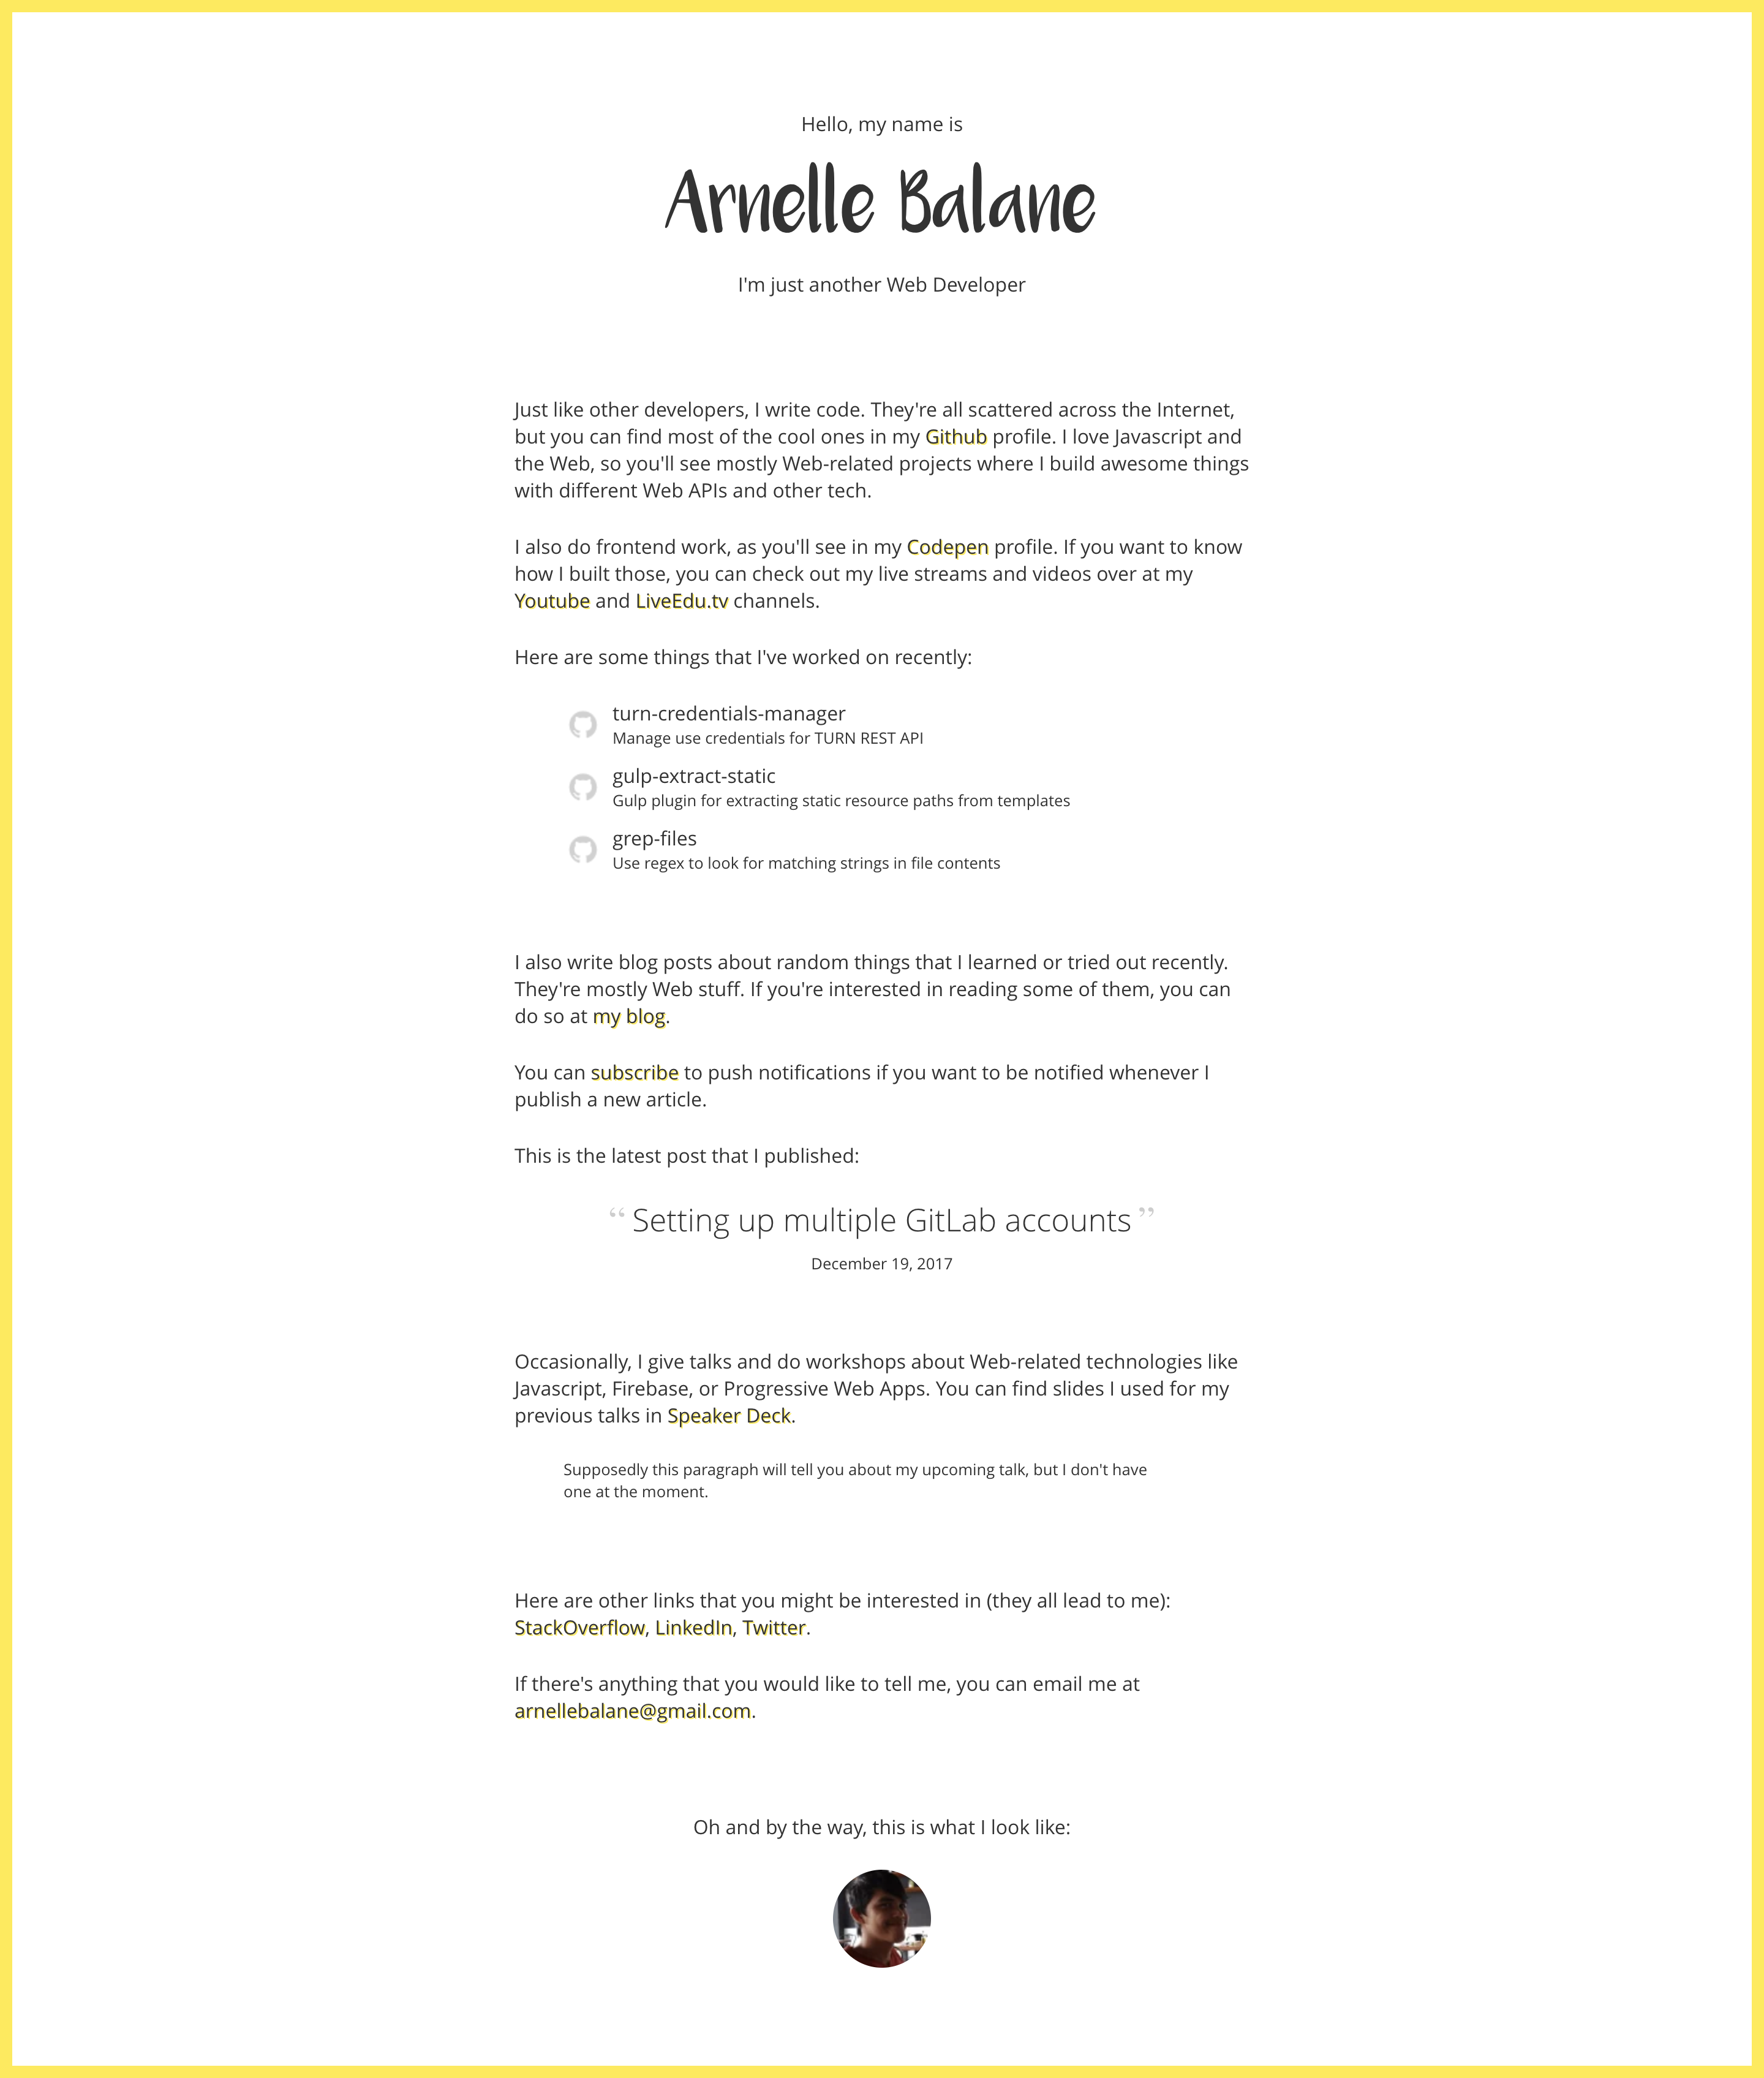 Hello, my name is
Arnelle Balane
I'm just another Web Developer
Just like other developers, I write code. They're all scattered across the Internet,
but you can find most of the cool ones in my Github profile. I love Javascript and
the Web, so you'll see mostly Web-related projects where I build awesome things
with different Web APIs and other tech.
I also do frontend work, as you'll see in my Codepen profile. If you want to know
how I built those, you can check out my live streams and videos over at my
Youtube and LiveEdu.tv channels.
Here are some things that I've worked on recently:
turn-credentials-manager
Manage use credentials for TURN REST API
gulp-extract-static
Gulp plugin for extracting static resource paths from templates
grep-files
Use regex to look for matching strings in file contents
I also write blog posts about random things that I learned or tried out recently.
They're mostly Web stuff. If you're interested in reading some of them, you can
do so at my blog.
You can subscribe to push notifications if you want to be notified whenever I
publish a new article.
This is the latest post that I published:
“ Setting up multiple GitLab accounts ”
December 19, 2017
Occasionally, I give talks and do workshops about Web-related technologies like
Javascript, Firebase, or Progressive Web Apps. You can find slides I used for my
previous talks in Speaker Deck.
Supposedly this paragraph will tell you about my upcoming talk, but I don't have
one at the moment.
Here are other links that you might be interested in (they all lead to me):
StackOverflow, LinkedIn, Twitter.
If there's anything that you would like to tell me, you can email me at
arnellebalane@gmail.com.
Oh and by the way, this is what I look like: